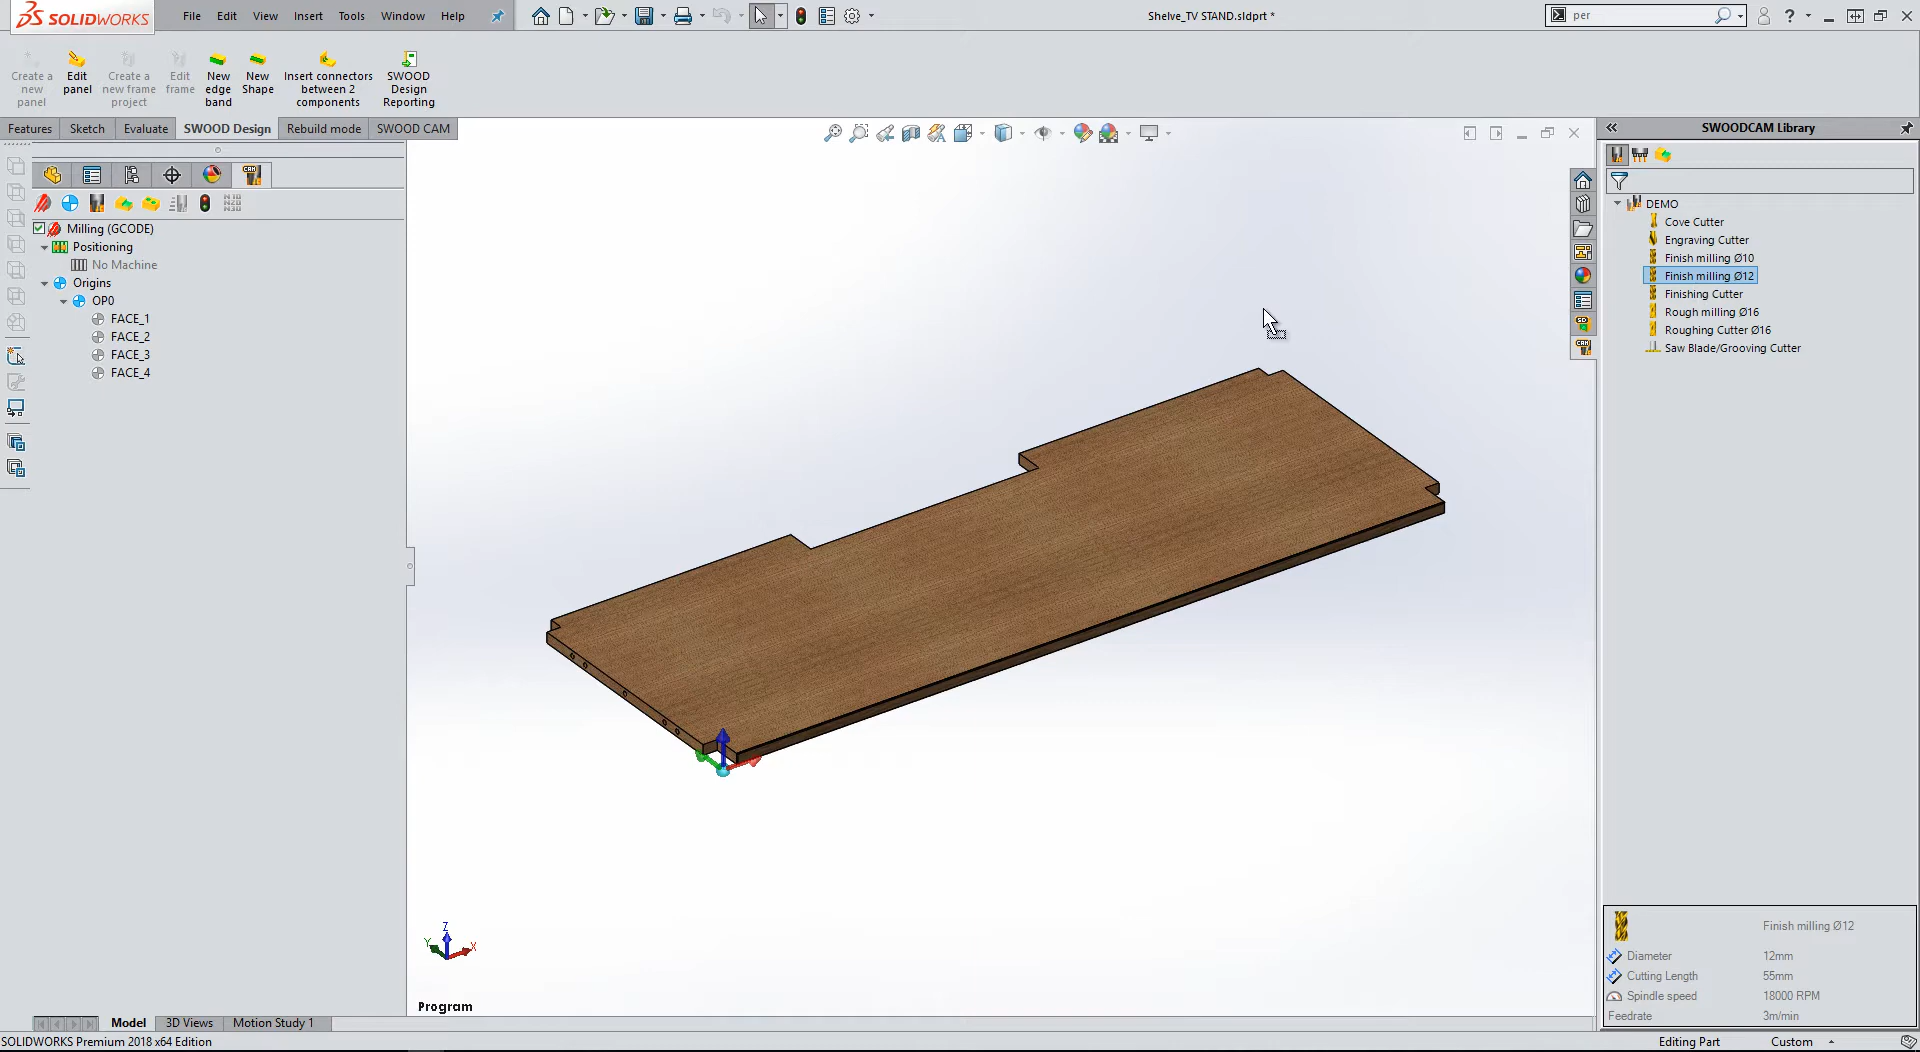 SOLIDWORKS
File Edit View Insert Tools Window Help
Shelve_TV STAND.sldprt *
per
Create a new panel
Edit panel
Create a new frame project
Edit frame
New edge band
New Shape
Insert connectors between 2 components
SWOOD Design Reporting
Features Sketch Evaluate SWOOD Design Rebuild mode SWOOD CAM
SWOODCAM Library
CAM
Milling (GCODE)
Positioning
No Machine
Origins
OP0
FACE_1
FACE_2
FACE_3
FACE_4
DEMO
Cove Cutter
Engraving Cutter
Finish milling Ø10
Finish milling Ø12
Finishing Cutter
Rough milling Ø16
Roughing Cutter Ø16
Saw Blade/Grooving Cutter
Z
Y
X
Program
Finish milling Ø12
Diameter 12mm
Cutting Length 55mm
Spindle speed 18000 RPM
Feedrate 3m/min
Model 3D Views Motion Study 1
SOLIDWORKS Premium 2018 x64 Edition
Editing Part Custom